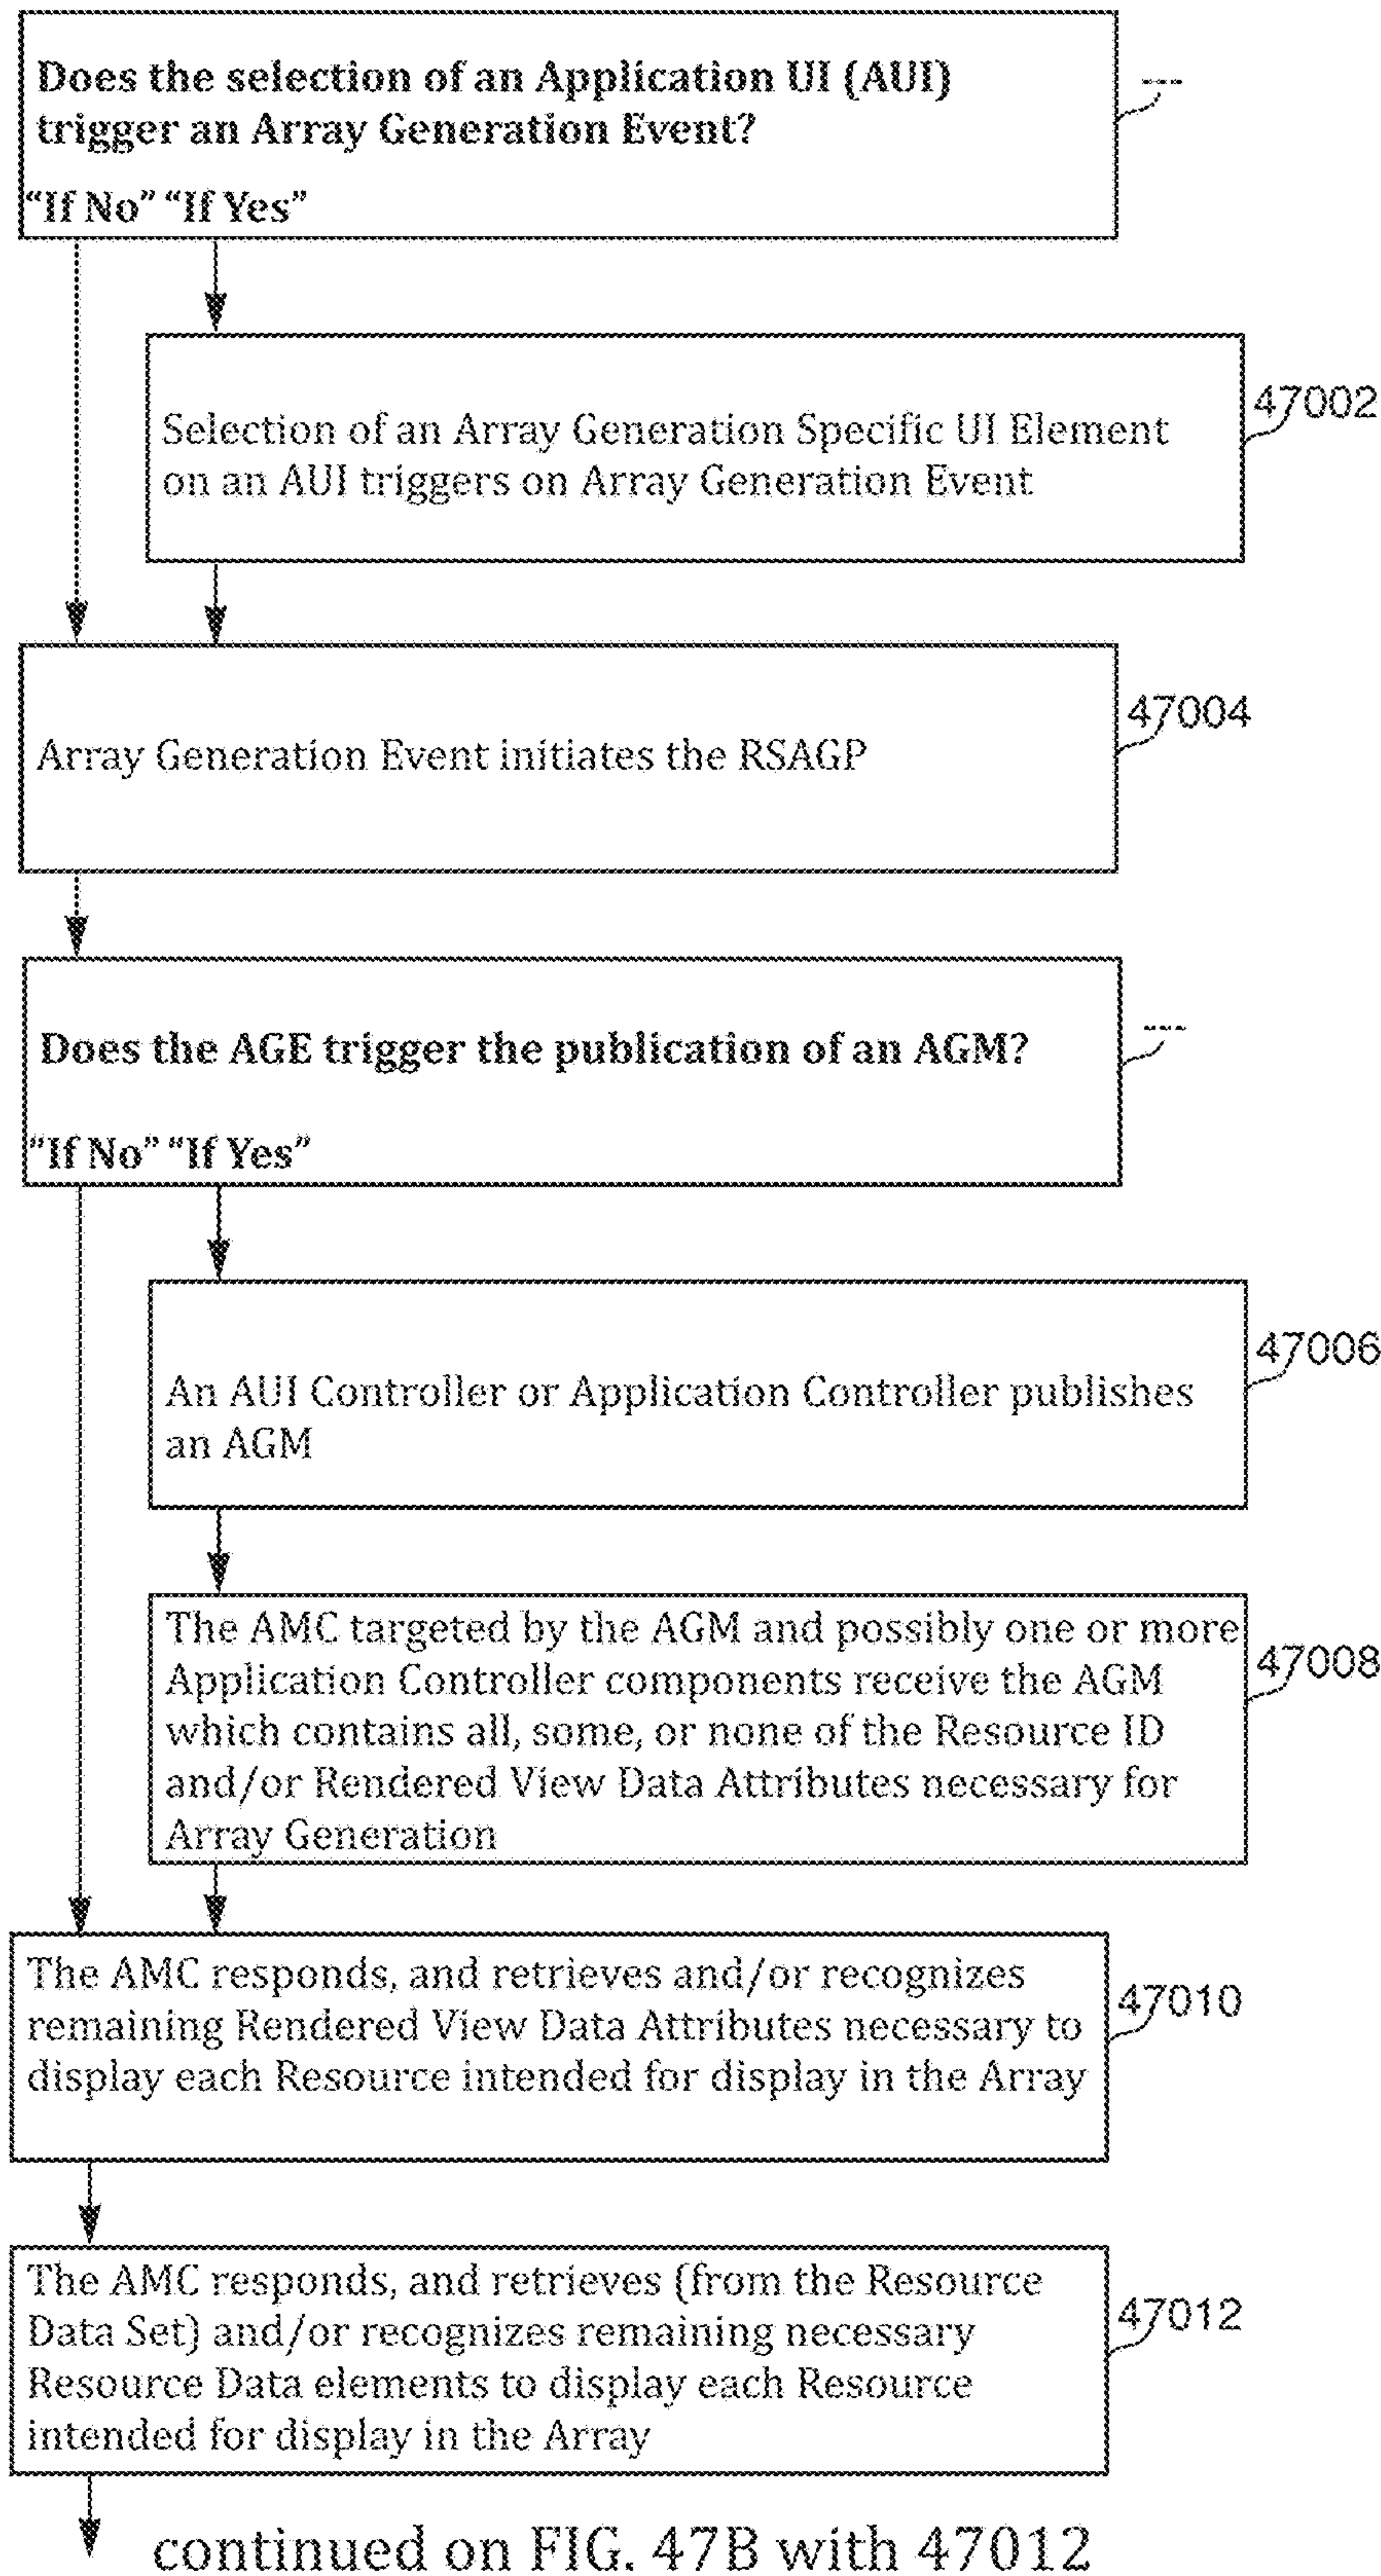 Does the selection of an Application UI (AUI)
trigger an Array Generation Event?
---
“If No” “If Yes”
47002
Selection of an Array Generation Specific UI Element
on an AUI triggers on Array Generation Event
47004
Array Generation Event initiates the RSAGP
---
Does the AGE trigger the publication of an AGM?
“If No” “If Yes”
47006
An AUI Controller or Application Controller publishes
an AGM
The AMC targeted by the AGM and possibly one or more
47008
Application Controller components receive the AGM
which contains all, some, or none of the Resource ID
and/or Rendered View Data Attributes necessary for
Array Generation
The AMC responds, and retrieves and/or recognizes
47010
remaining Rendered View Data Attributes necessary to
display each Resource intended for display in the Array
The AMC responds, and retrieves (from the Resource
47012
Data Set) and/or recognizes remaining necessary
Resource Data elements to display each Resource
intended for display in the Array
continued on FIG. 47B with 47012